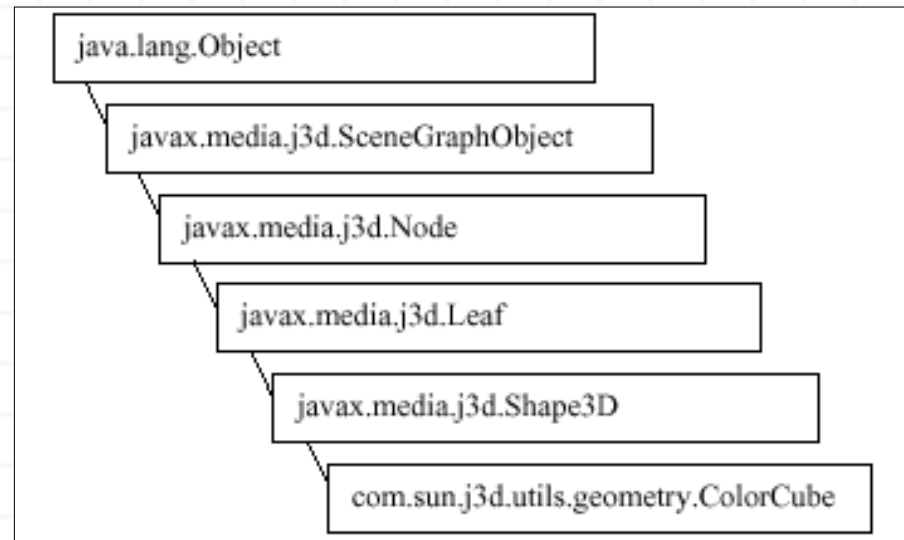 java.lang.Object
javax.media.j3d.SceneGraphObject
javax.media.j3d.Node
javax.media.j3d.Leaf
javax.media.j3d.Shape3D
com.sun.j3d.utils.geometry.ColorCube